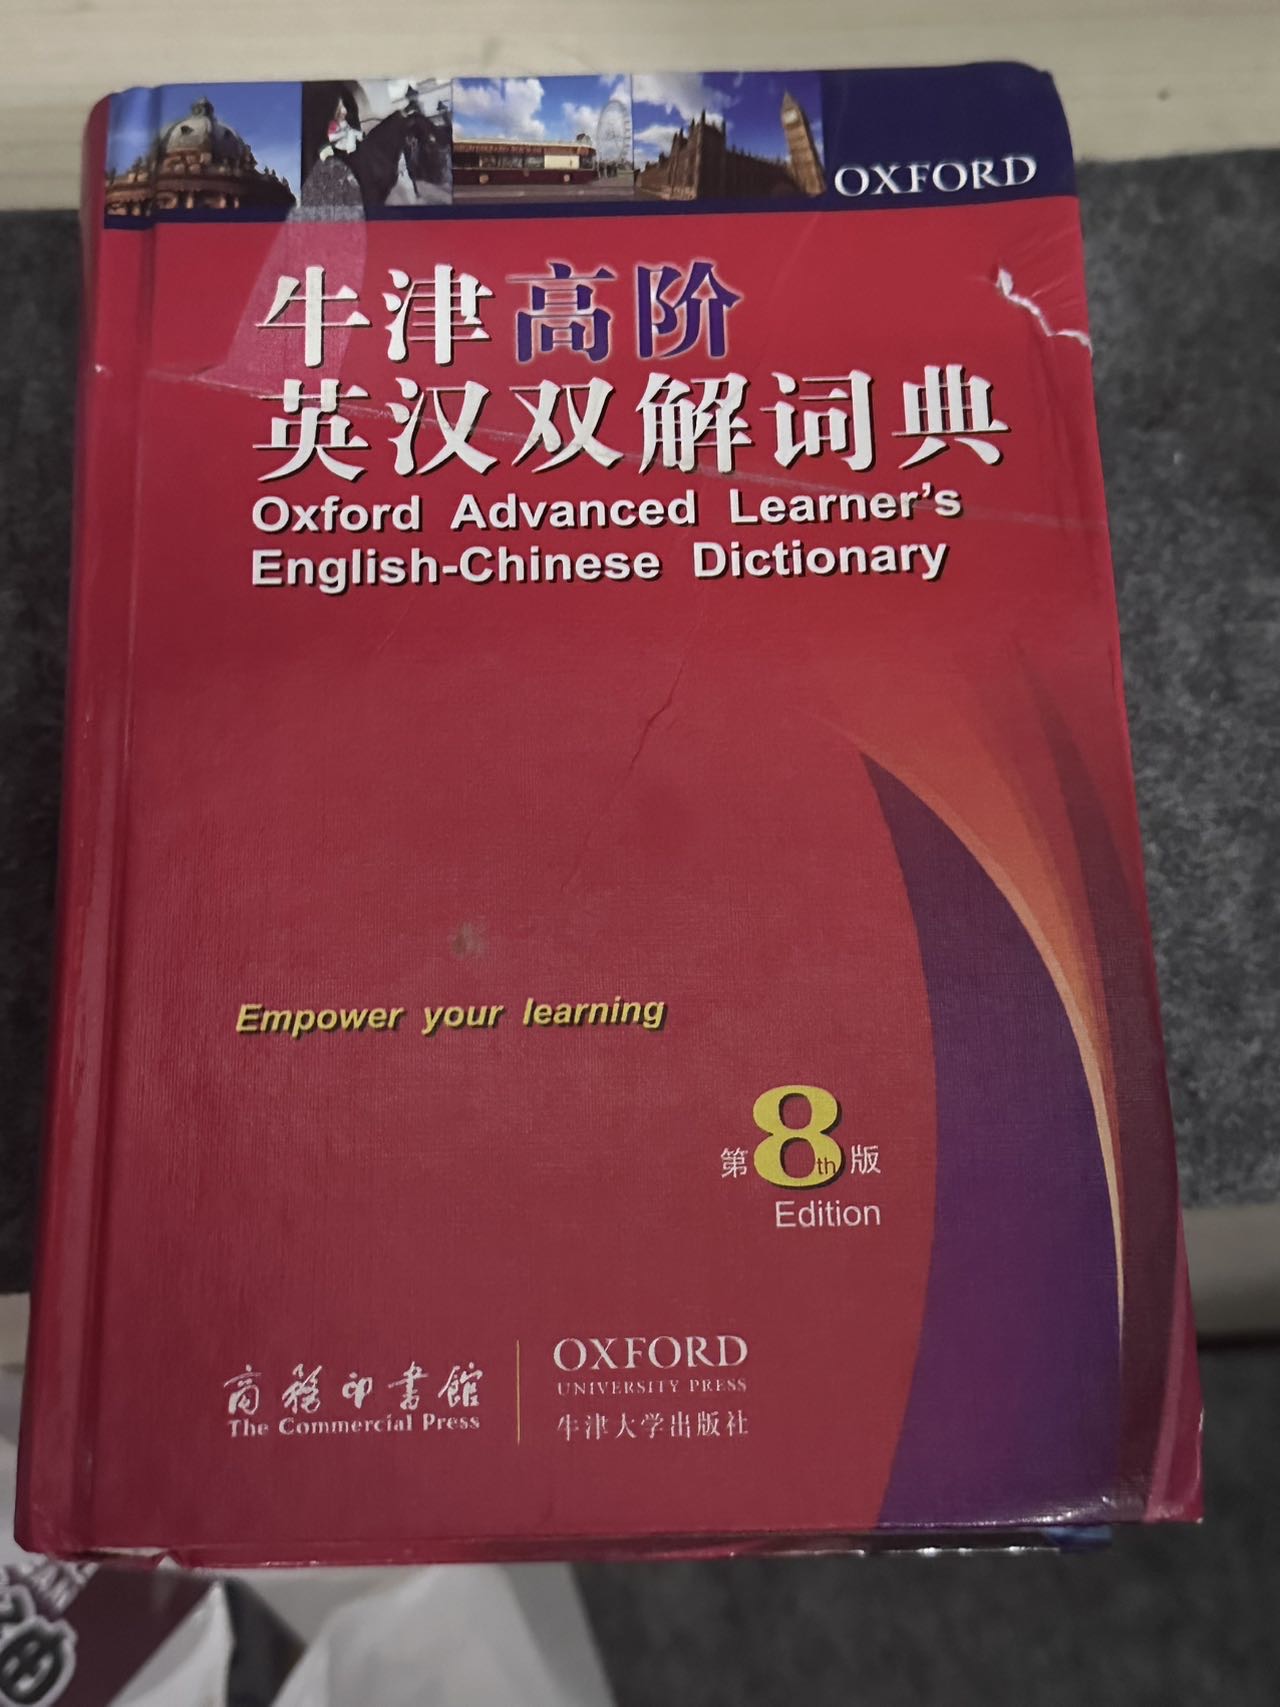 OXFORD
牛津高阶
英汉双解词典
Oxford Advanced Learner's
English-Chinese Dictionary
Empower your learning
第8th版
Edition
商務印書館
The Commercial Press
OXFORD
UNIVERSITY PRESS
牛津大学出版社